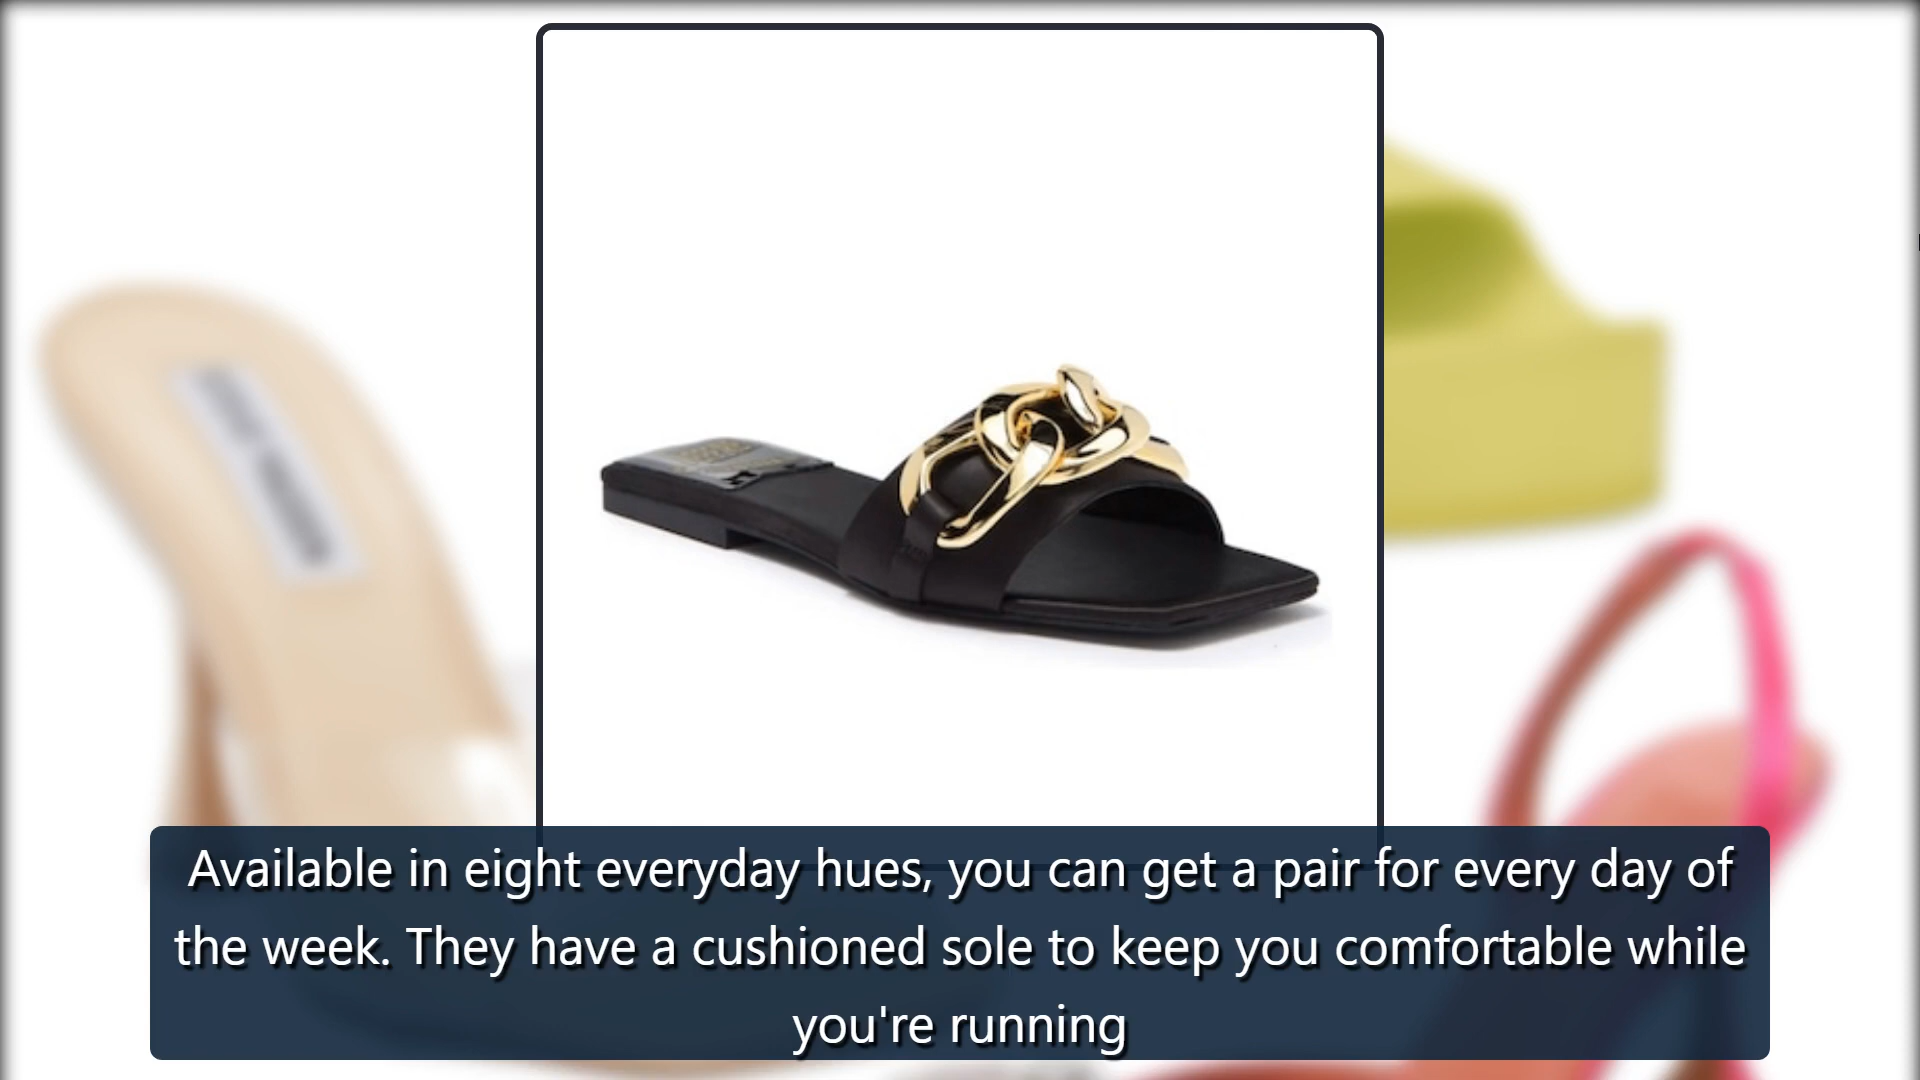 Available in eight everyday hues, you can get a pair for every day of
the week. They have a cushioned sole to keep you comfortable while
you're running